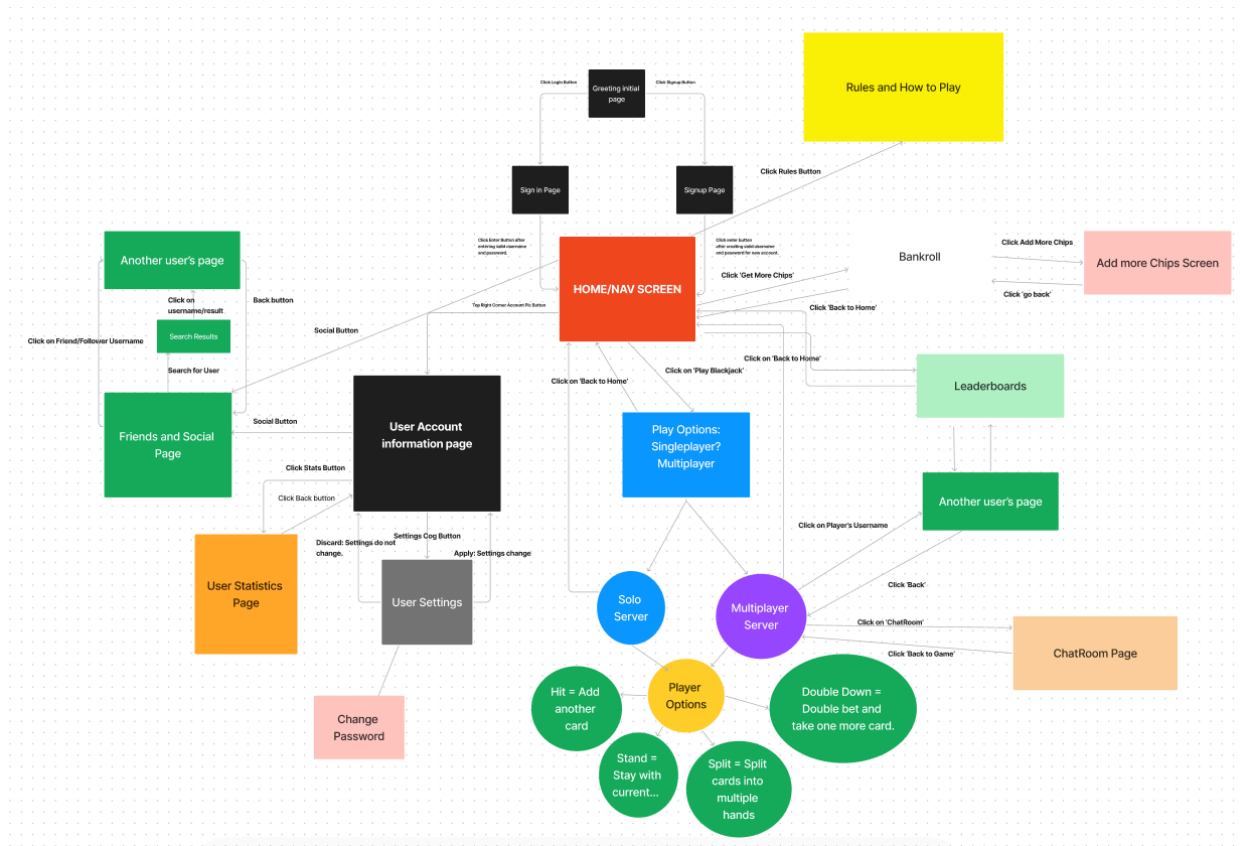 Rules and How to Play
Click Login Button
Greeting initial
page
Click Signup Button
Click Rules Button
Sign in Page
Signup Page
Click Enter Button after
entering valid username
and password.
Click enter button
after creating valid username
and password for new account.
Another user's page
HOME/NAV SCREEN
Bankroll
Click Add More Chips
Add more Chips Screen
Click 'Get More Chips'
Click 'go back'
Click on
username/result
Back button
Top Right Corner Account Pic Button
Click 'Back to Home'
Search Results
Social Button
Click on Friend/Follower Username
Click on 'Back to Home'
Search for User
Click on 'Back to Home'
Click on 'Play Blackjack'
Leaderboards
Friends and Social
Page
Social Button
User Account
information page
Play Options:
Singleplayer?
Multiplayer
Click Stats Button
Click Back button
Another user's page
Click on Player's Username
Discard: Settings do not
change.
Settings Cog Button
Apply: Settings change
User Statistics
Page
User Settings
Solo
Server
Multiplayer
Server
Click 'Back'
Click on 'ChatRoom'
Click 'Back to Game'
ChatRoom Page
Change
Password
Hit = Add
another
card
Player
Options
Double Down =
Double bet and
take one more card.
Stand =
Stay with
current...
Split = Split
cards into
multiple
hands